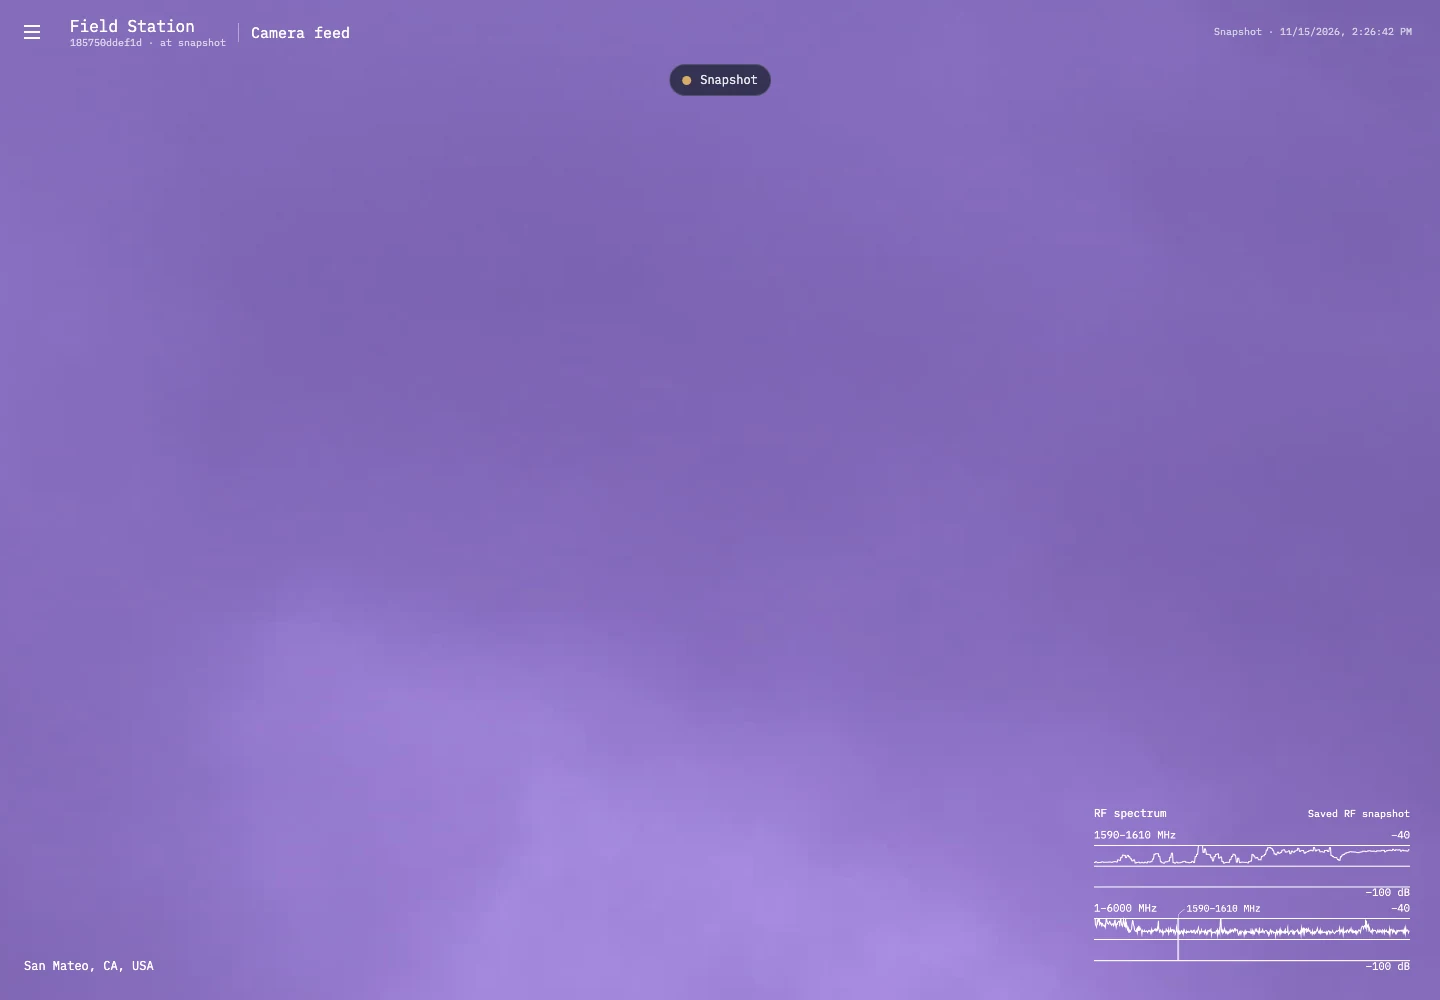 Field Station
185750ddef1d · at snapshot
Camera feed
Snapshot · 11/15/2026, 2:26:42 PM
Snapshot
RF spectrum
Saved RF snapshot
1590–1610 MHz
−40
−100 dB
1–6000 MHz
1590–1610 MHz
−40
−100 dB
San Mateo, CA, USA